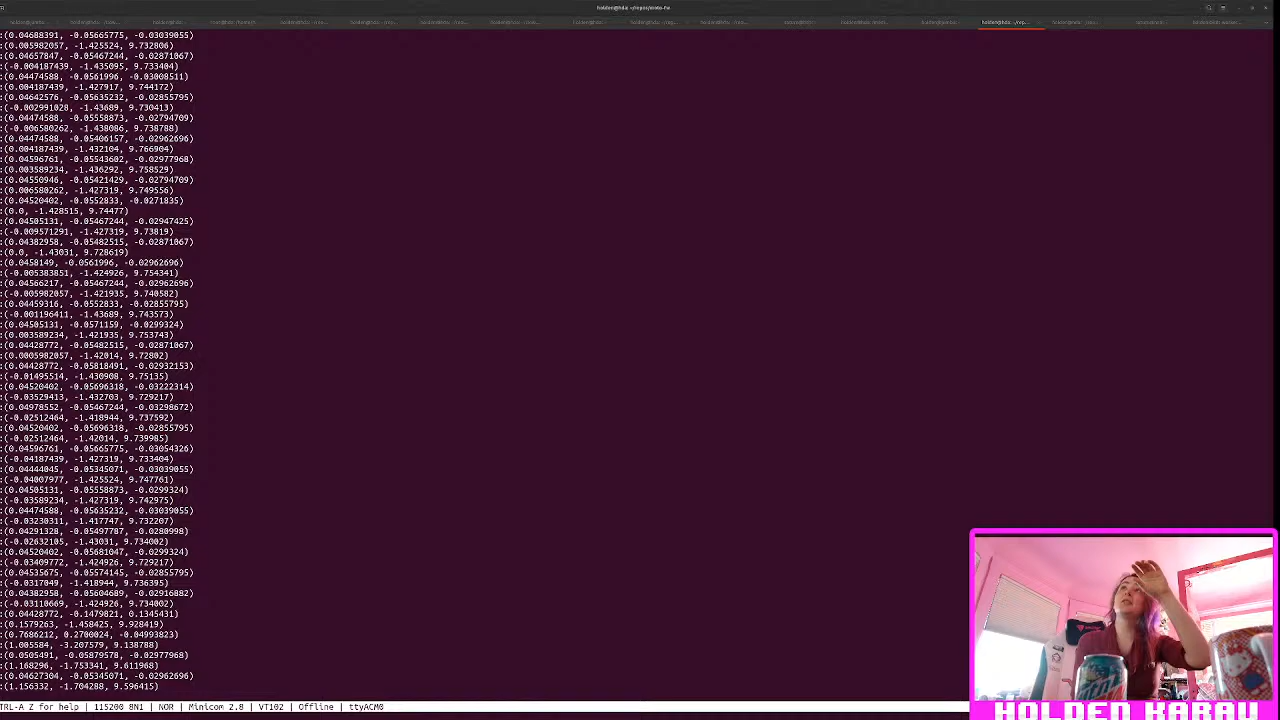 holden@hda: ~/repos/moto-fw
:(0.04688391, -0.05665775, -0.03039055)
:(0.005982057, -1.425524, 9.732806)
:(0.04657847, -0.05467244, -0.02871067)
:(-0.004187439, -1.435095, 9.733404)
:(0.04474588, -0.0561996, -0.03008511)
:(0.004187439, -1.427917, 9.744172)
:(0.04642576, -0.05635232, -0.02855795)
:(-0.002991028, -1.43689, 9.730413)
:(0.04474588, -0.05558873, -0.02794709)
:(-0.006580262, -1.438086, 9.738788)
:(0.04474588, -0.05406157, -0.02962696)
:(0.004187439, -1.432104, 9.766904)
:(0.04596761, -0.05543602, -0.02977968)
:(0.003589234, -1.436292, 9.758529)
:(0.04550946, -0.05421429, -0.02794709)
:(0.006580262, -1.427319, 9.749556)
:(0.04520402, -0.0552833, -0.0271835)
:(0.0, -1.428515, 9.74477)
:(0.04505131, -0.05467244, -0.02947425)
:(-0.009571291, -1.427319, 9.73819)
:(0.04382958, -0.05482515, -0.02871067)
:(0.0, -1.43031, 9.728619)
:(0.0458149, -0.0561996, -0.02962696)
:(-0.005383851, -1.424926, 9.754341)
:(0.04566217, -0.05467244, -0.02962696)
:(-0.005982057, -1.421935, 9.740582)
:(0.04459316, -0.0552833, -0.02855795)
:(-0.001196411, -1.43689, 9.743573)
:(0.04505131, -0.0571159, -0.0299324)
:(0.003589234, -1.421935, 9.753743)
:(0.04428772, -0.05482515, -0.02871067)
:(0.0005982057, -1.42014, 9.72802)
:(0.04428772, -0.05818491, -0.02932153)
:(-0.01495514, -1.430908, 9.75135)
:(0.04520402, -0.05696318, -0.03222314)
:(-0.03529413, -1.432703, 9.729217)
:(0.04978552, -0.05467244, -0.03298672)
:(-0.02512464, -1.418944, 9.737592)
:(0.04520402, -0.05696318, -0.02855795)
:(-0.02512464, -1.42014, 9.739985)
:(0.04596761, -0.05665775, -0.03054326)
:(-0.04187439, -1.427319, 9.733404)
:(0.04444045, -0.05345071, -0.03039055)
:(-0.04007977, -1.425524, 9.747761)
:(0.04505131, -0.05558873, -0.0299324)
:(-0.03589234, -1.427319, 9.742975)
:(0.04474588, -0.05635232, -0.03039055)
:(-0.03230311, -1.417747, 9.732207)
:(0.04291328, -0.05497787, -0.0280998)
:(-0.02632105, -1.43031, 9.734002)
:(0.04520402, -0.05681047, -0.0299324)
:(-0.03409772, -1.424926, 9.729217)
:(0.04535675, -0.05574145, -0.02855795)
:(-0.0317049, -1.418944, 9.736395)
:(0.04382958, -0.05604689, -0.02916882)
:(-0.03110669, -1.424926, 9.734002)
:(0.04428772, -0.1479821, 0.1345431)
:(0.1579263, -1.458425, 9.928419)
:(0.7686212, 0.2700024, -0.04993823)
:(1.005584, -3.207579, 9.138788)
:(0.0505491, -0.05879578, -0.02977968)
:(1.168296, -1.753341, 9.611968)
:(0.04627304, -0.0561996, -0.02962696)
:(1.156332, -1.704288, 9.596415)
TRL-A Z for help | 115200 8N1 | NOR | Minicom 2.8 | VT102 | Offline | ttyACM0
HOLDEN KARAU